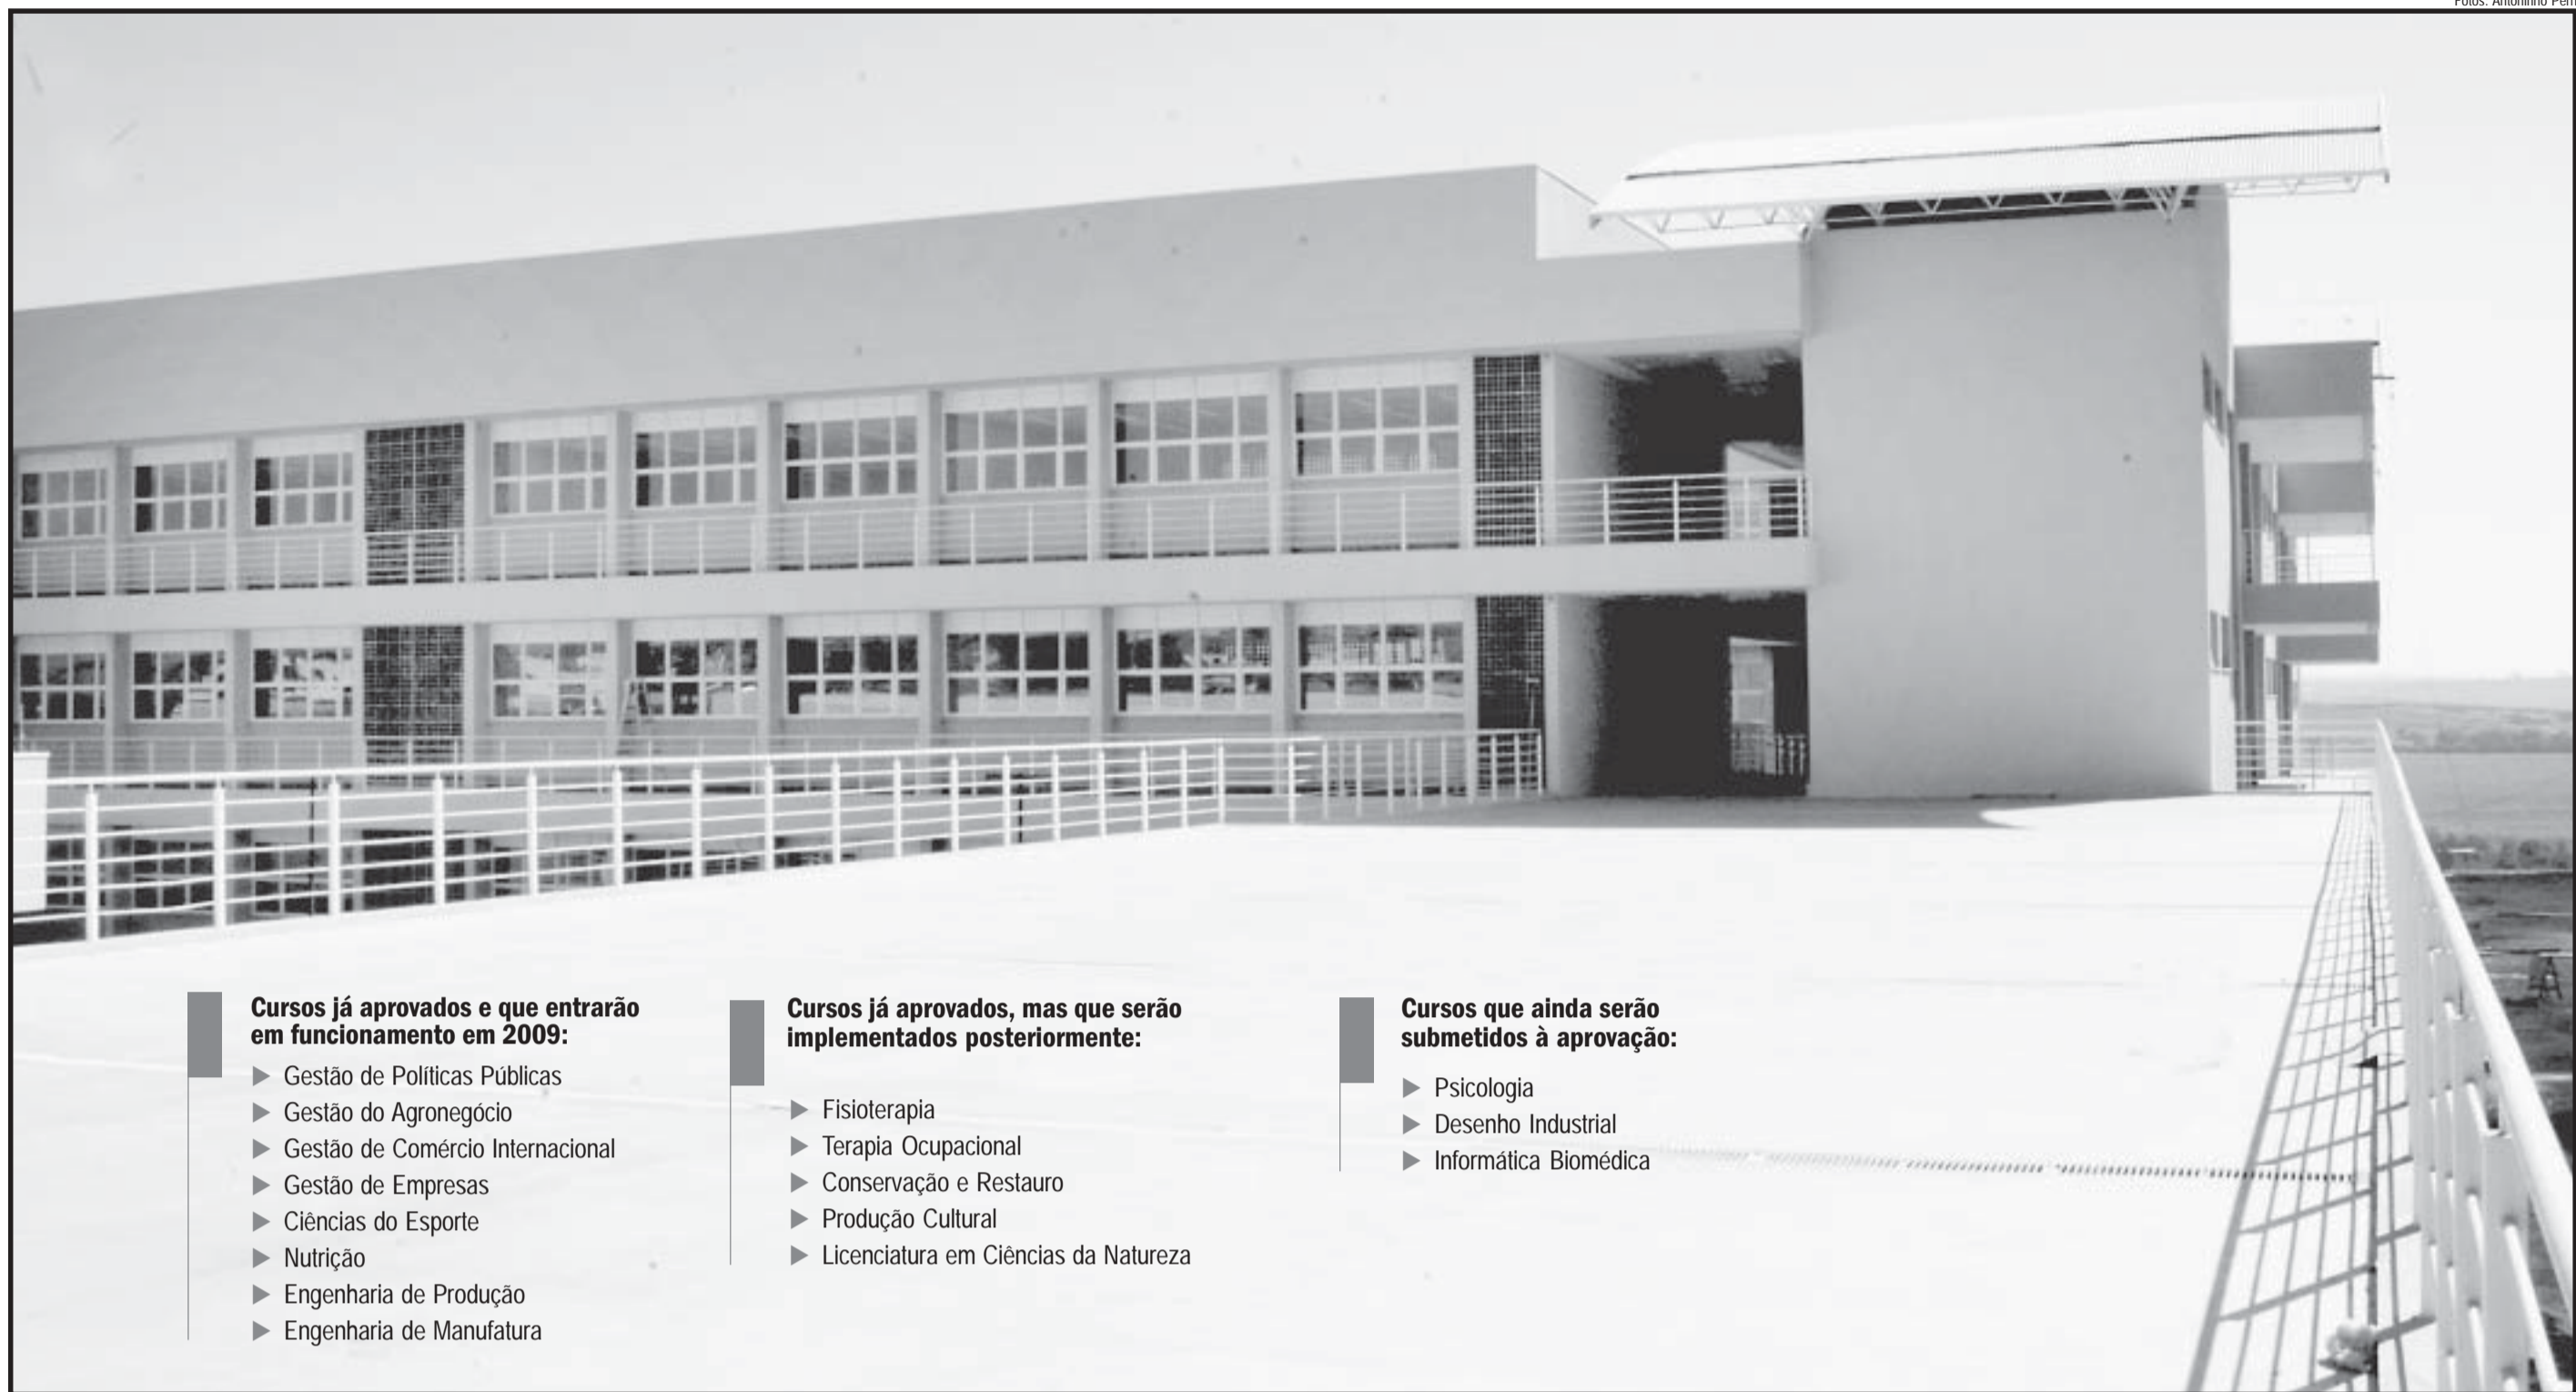 Fotos: Antoninho Perri
Cursos já aprovados e que entrarão
em funcionamento em 2009:
Gestão de Políticas Públicas
Gestão do Agronegócio
Gestão de Comércio Internacional
Gestão de Empresas
Ciências do Esporte
Nutrição
Engenharia de Produção
Engenharia de Manufatura
Cursos já aprovados, mas que serão
implementados posteriormente:
Fisioterapia
Terapia Ocupacional
Conservação e Restauro
Produção Cultural
Licenciatura em Ciências da Natureza
Cursos que ainda serão
submetidos à aprovação:
Psicologia
Desenho Industrial
Informática Biomédica